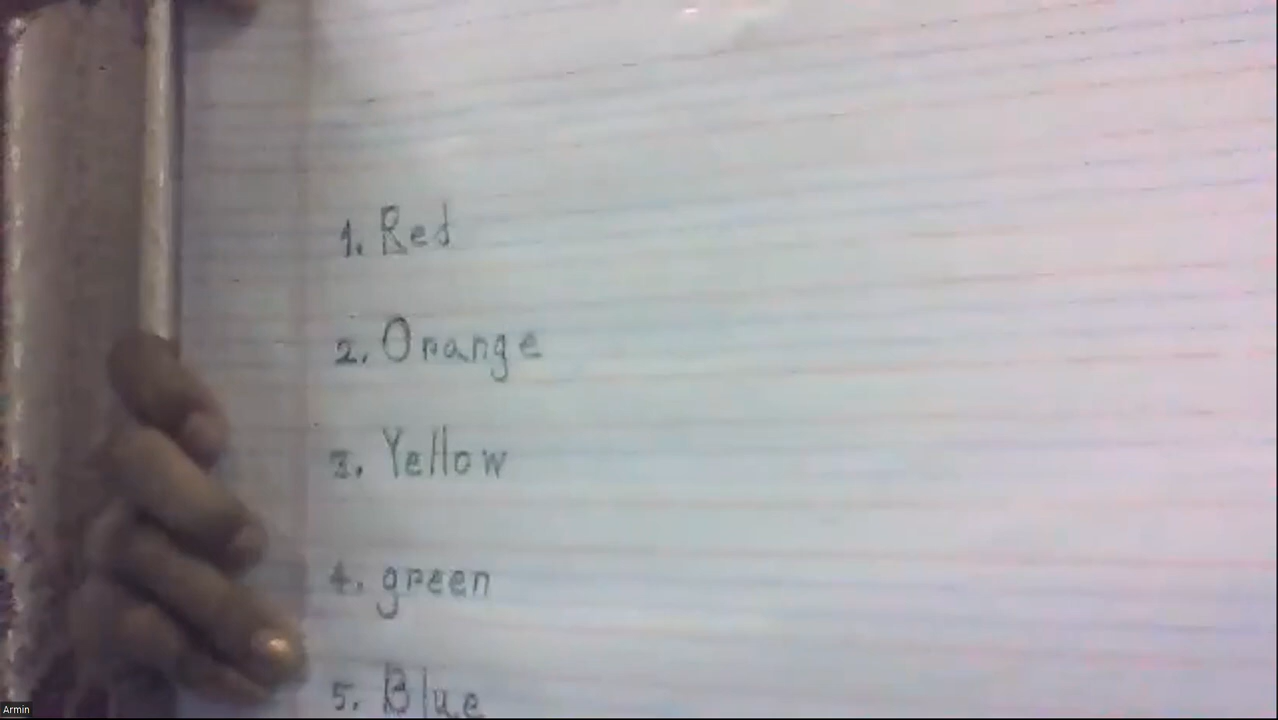 1. Red
2. Orange
3. Yellow
4. green
5. Blue
Armin